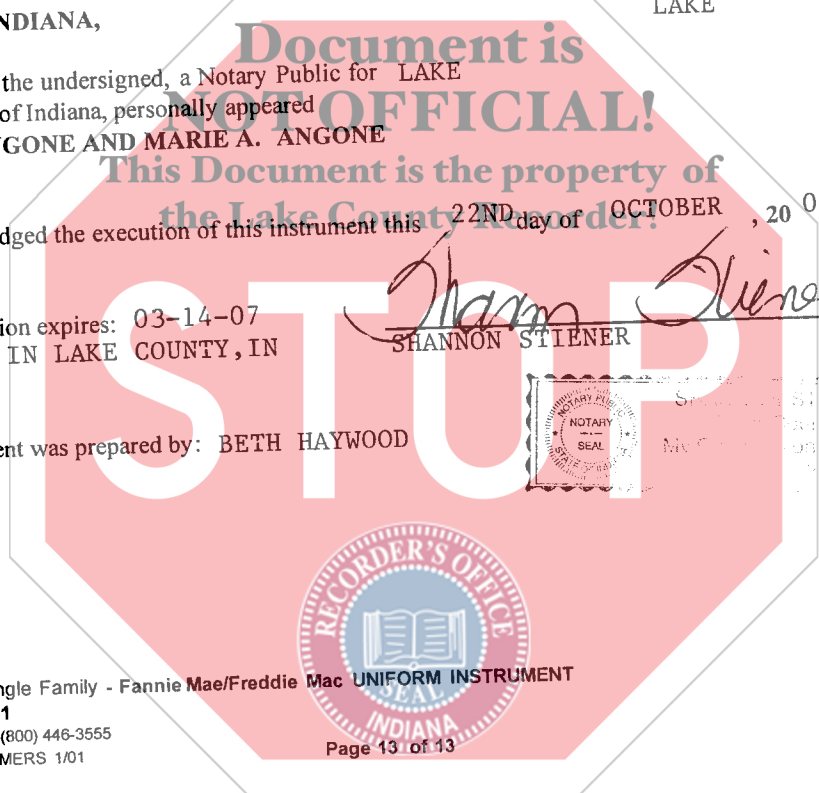 LAKE
NDIANA,
Document is
the undersigned, a Notary Public for LAKE
of Indiana, personally appeared
NOT OFFICIAL!
GONE AND MARIE A. ANGONE
This Document is the property of
the Lake County Recorder!
dged the execution of this instrument this 22ND day of OCTOBER , 20 0
Shannon Stiene
ion expires: 03-14-07
IN LAKE COUNTY, IN
SHANNON STIENER
STOP
NOTARY PUBLIC
NOTARY
SEAL
STATE OF INDIANA
ent was prepared by: BETH HAYWOOD
RECORDER'S OFFICE
SEAL
INDIANA
ngle Family - Fannie Mae/Freddie Mac UNIFORM INSTRUMENT
1
(800) 446-3555
MERS 1/01
Page 13 of 13